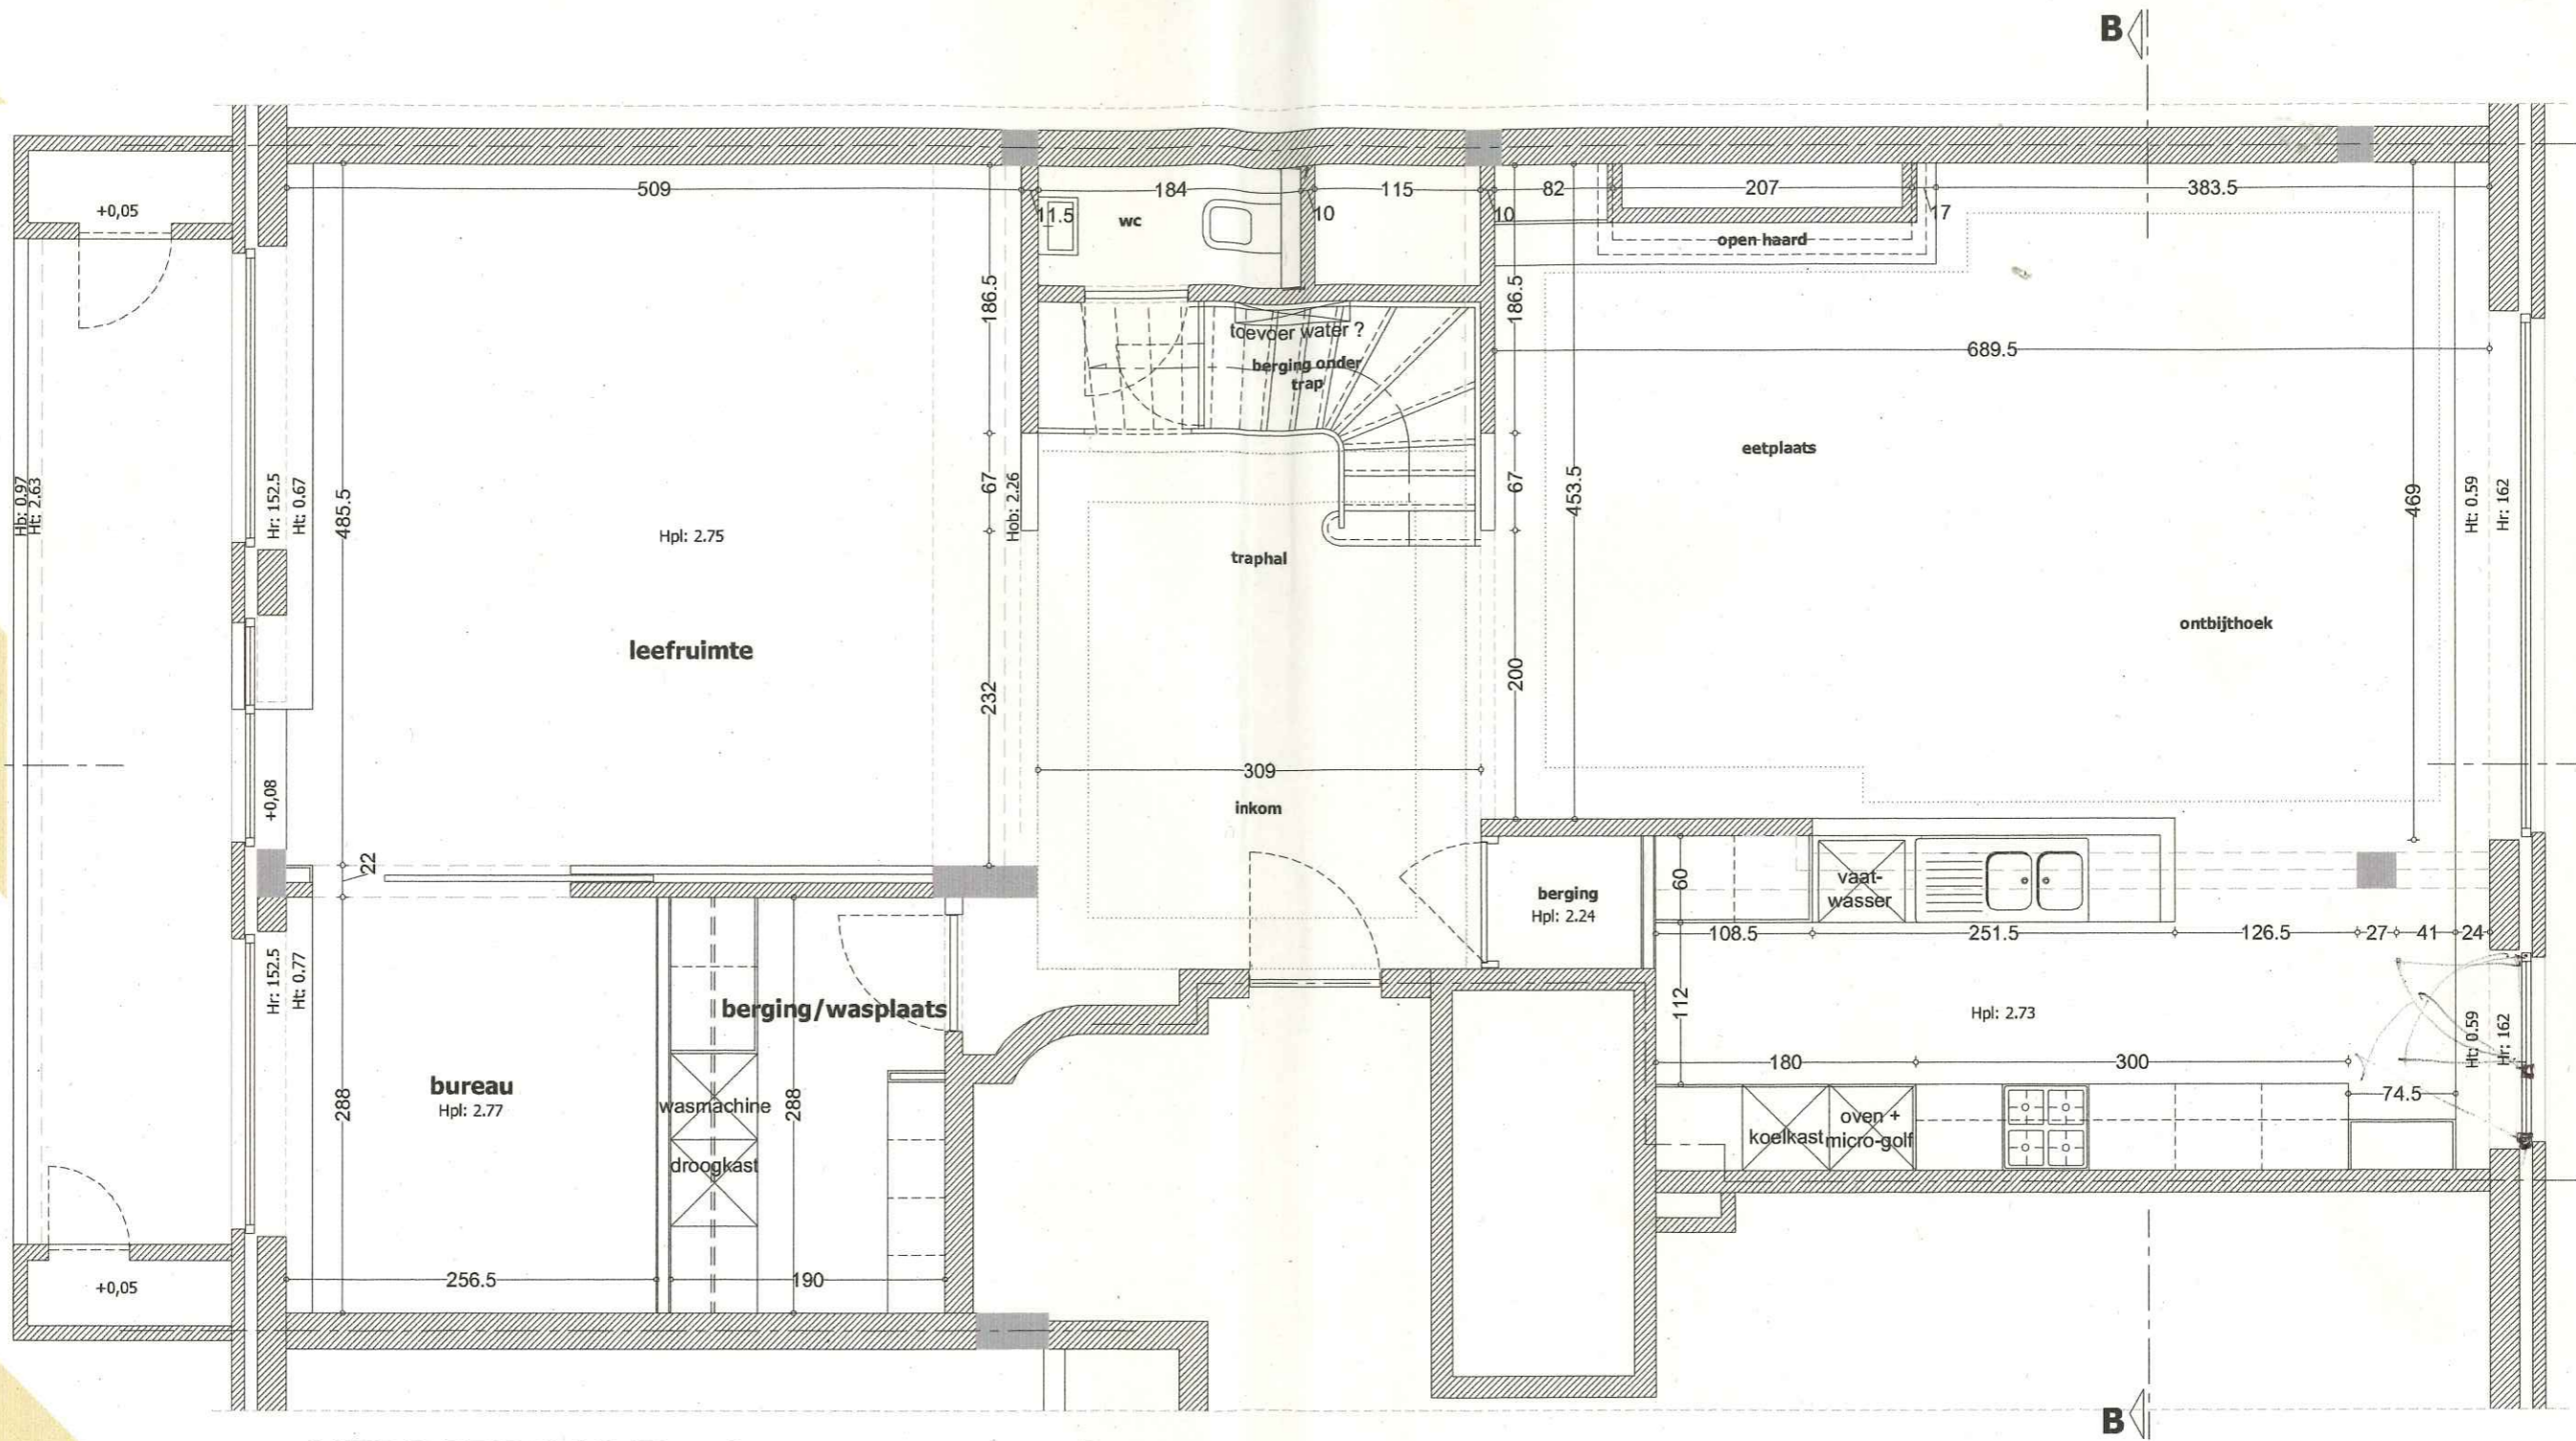 B
+0,05
509
184
115
82
207
383.5
11.5
wc
10
10
17
open haard
186.5
186.5
toevoer water ?
berging onder
trap
689.5
eetplaats
Hb: 0.97
Ht: 2.63
Hr: 152.5
Ht: 0.67
485.5
67
Hob: 2.26
67
453.5
469
Ht: 0.59
Hr: 162
Hpl: 2.75
traphal
ontbijthoek
leefruimte
232
200
309
inkom
+0,08
22
berging
Hpl: 2.24
60
vaat-
wasser
108.5
251.5
126.5
27
41
24
Hr: 152.5
Ht: 0.77
berging/wasplaats
112
Hpl: 2.73
Ht: 0.59
Hr: 162
180
300
74.5
bureau
Hpl: 2.77
288
wasmachine
288
droogkast
koelkast
oven +
micro-golf
256.5
190
+0,05
B